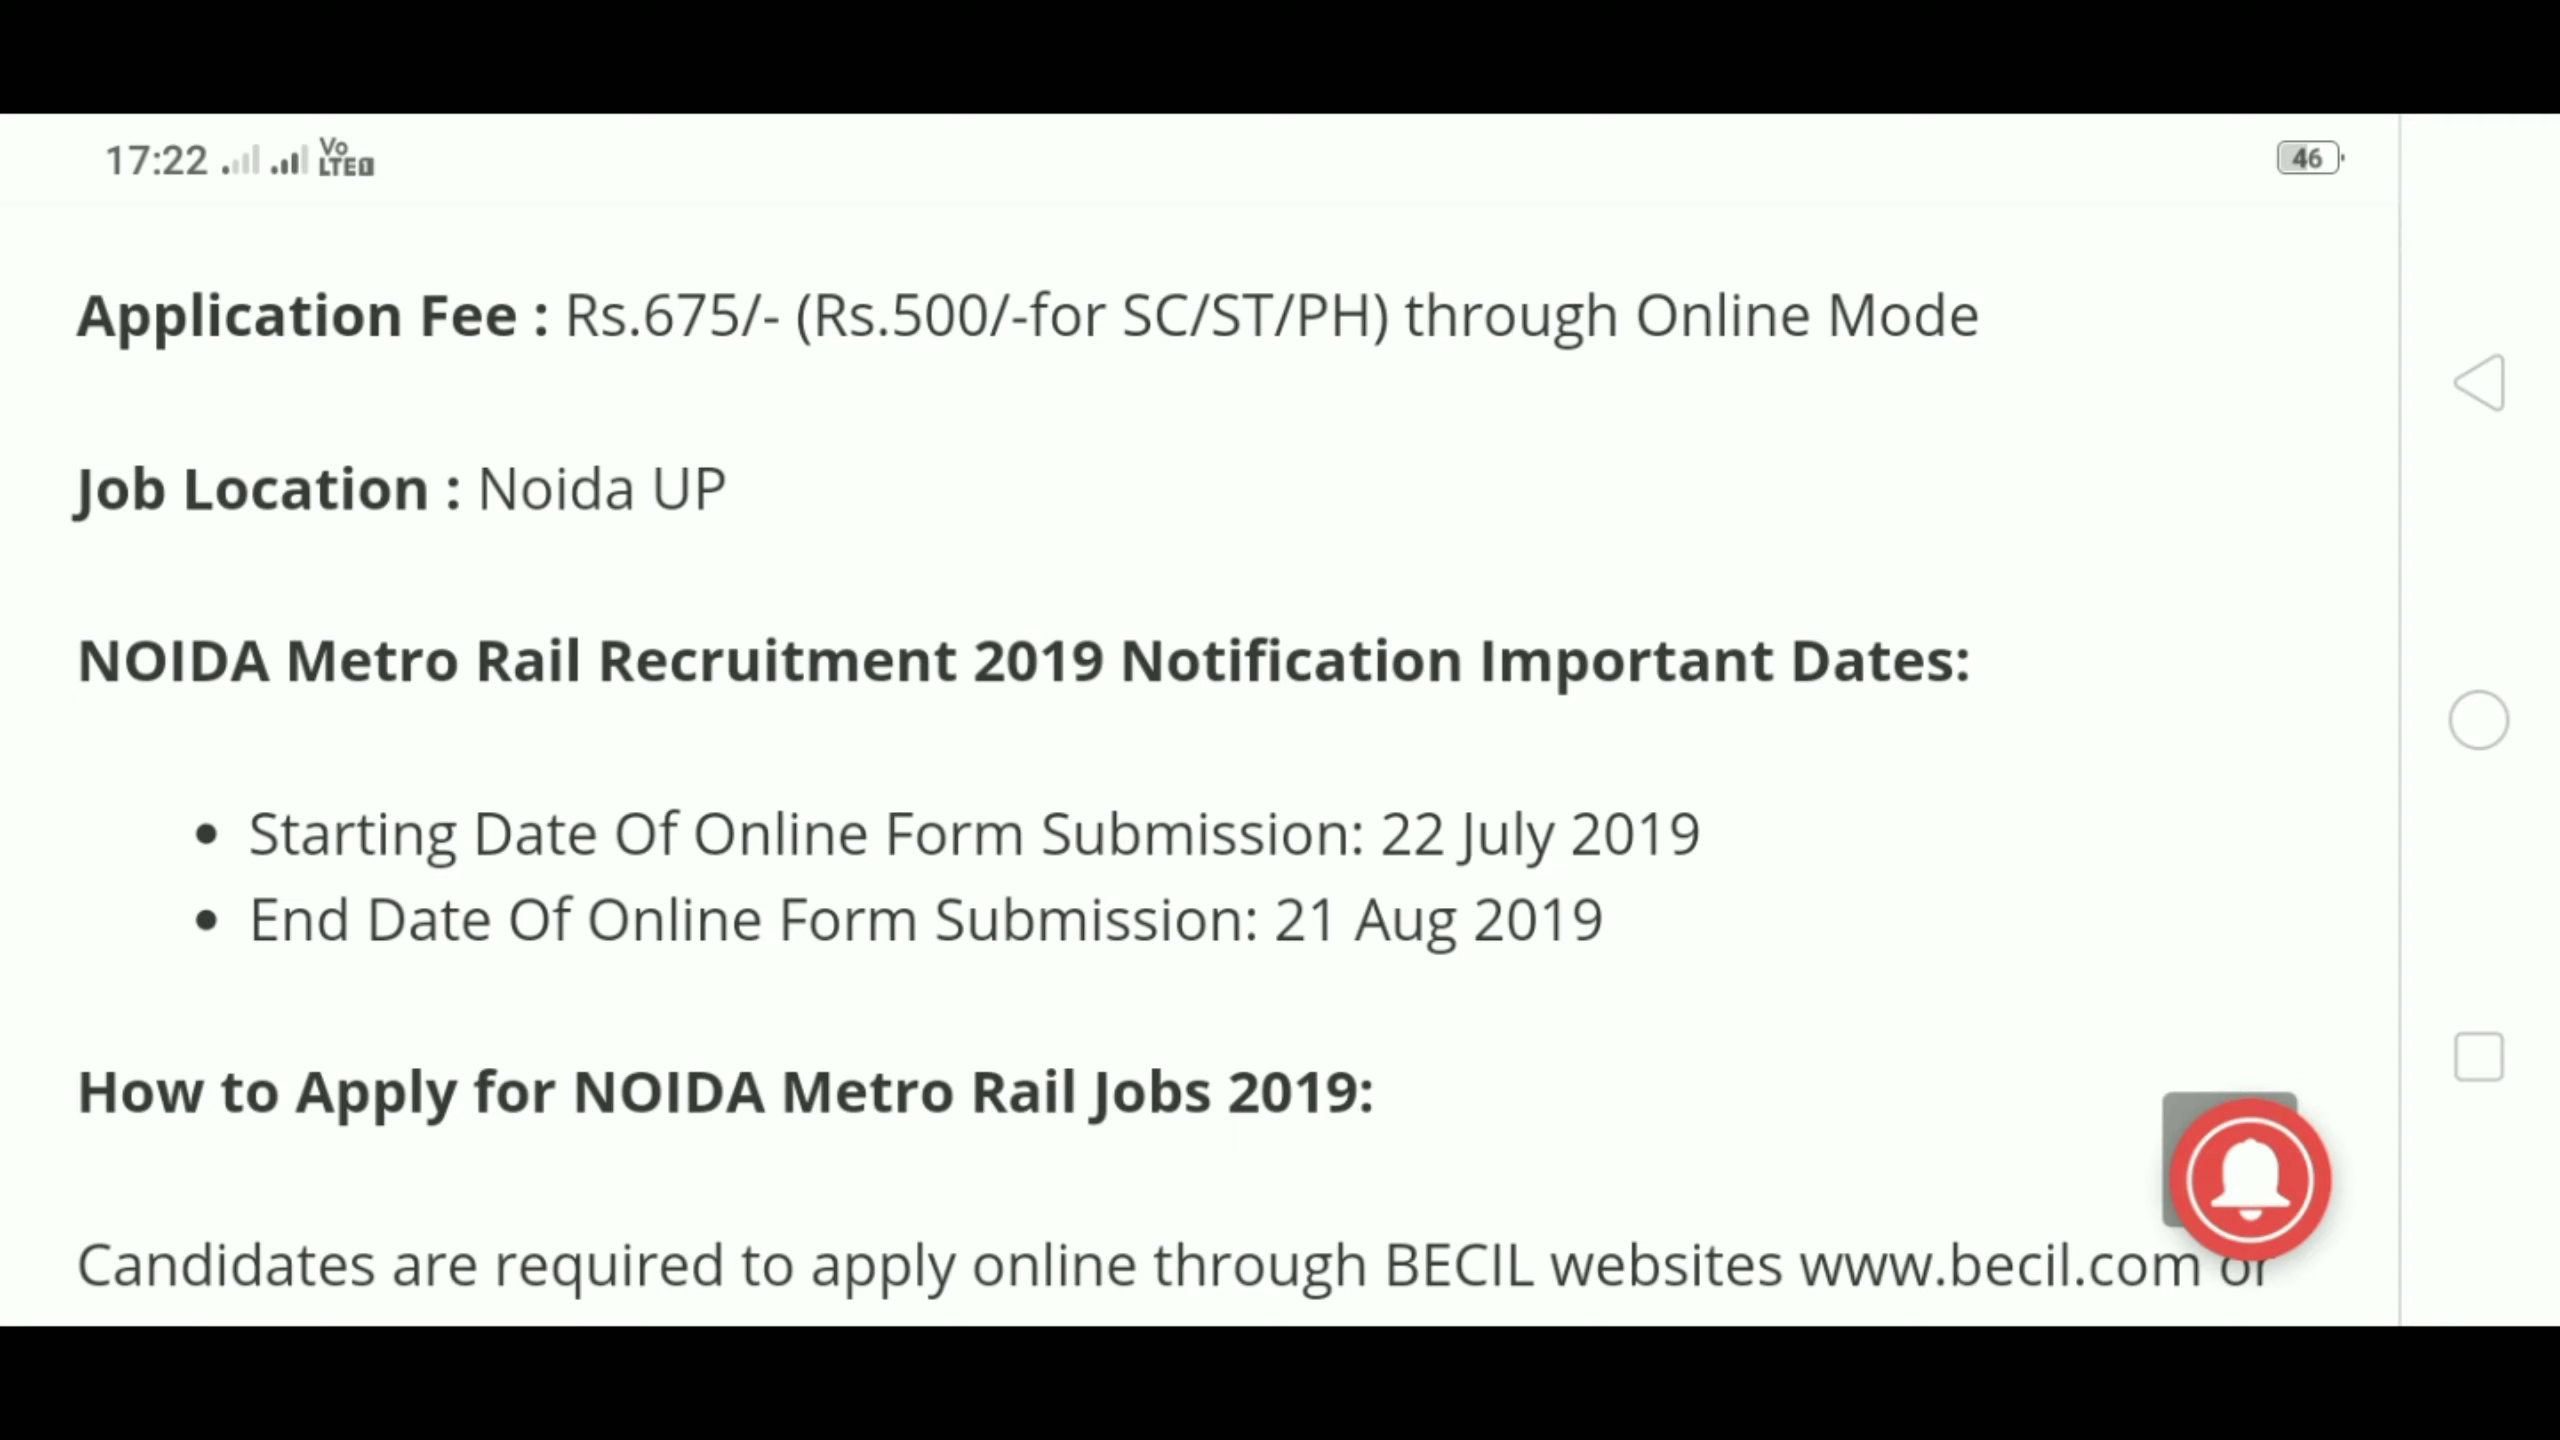 17:22 Vo LTE 46
Application Fee : Rs.675/- (Rs.500/-for SC/ST/PH) through Online Mode
Job Location : Noida UP
NOIDA Metro Rail Recruitment 2019 Notification Important Dates:
• Starting Date Of Online Form Submission: 22 July 2019
• End Date Of Online Form Submission: 21 Aug 2019
How to Apply for NOIDA Metro Rail Jobs 2019:
Candidates are required to apply online through BECIL websites www.becil.com or